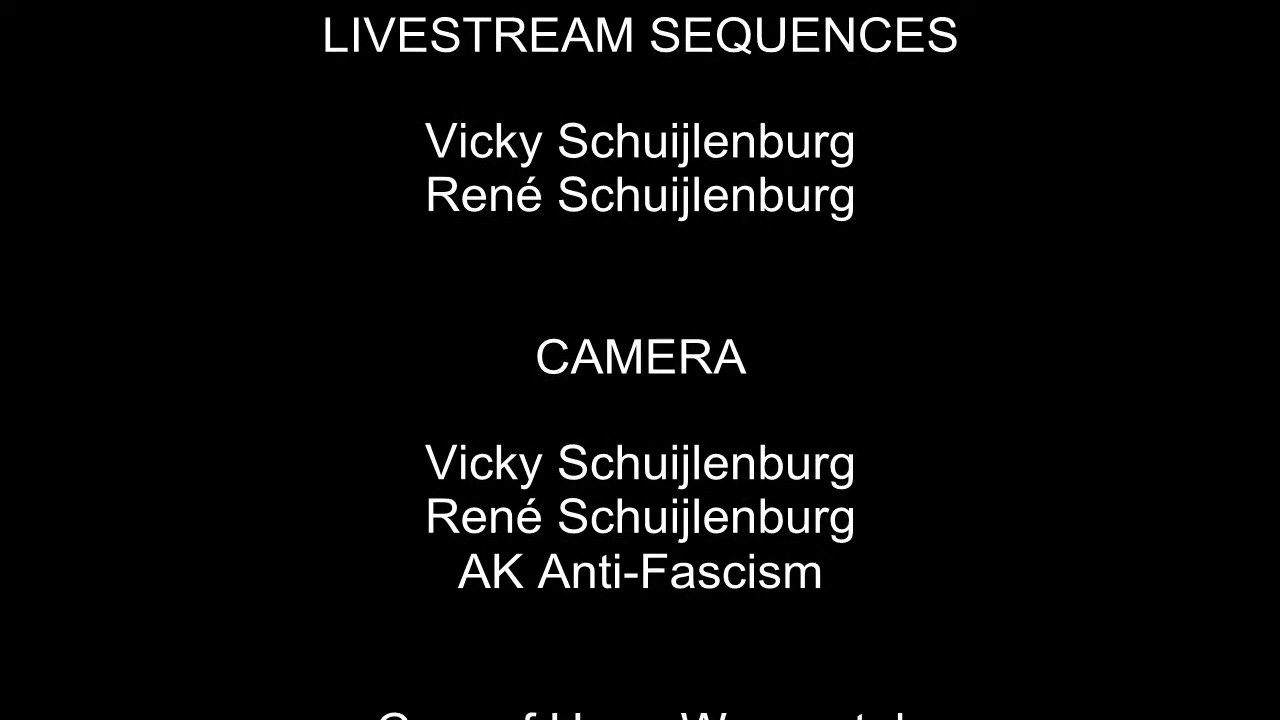 LIVESTREAM SEQUENCES
Vicky Schuijlenburg
René Schuijlenburg
CAMERA
Vicky Schuijlenburg
René Schuijlenburg
AK Anti-Fascism